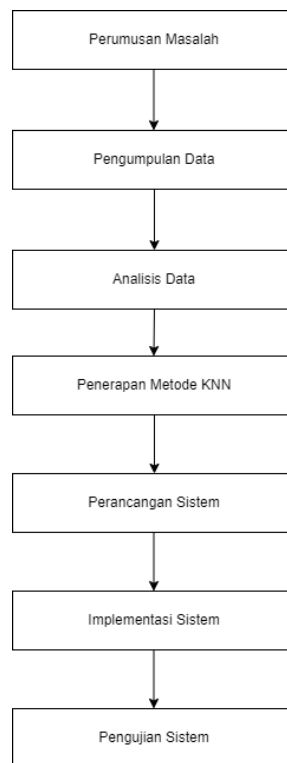 Perumusan Masalah
Pengumpulan Data
Analisis Data
Penerapan Metode KNN
Perancangan Sistem
Implementasi Sistem
Pengujian Sistem